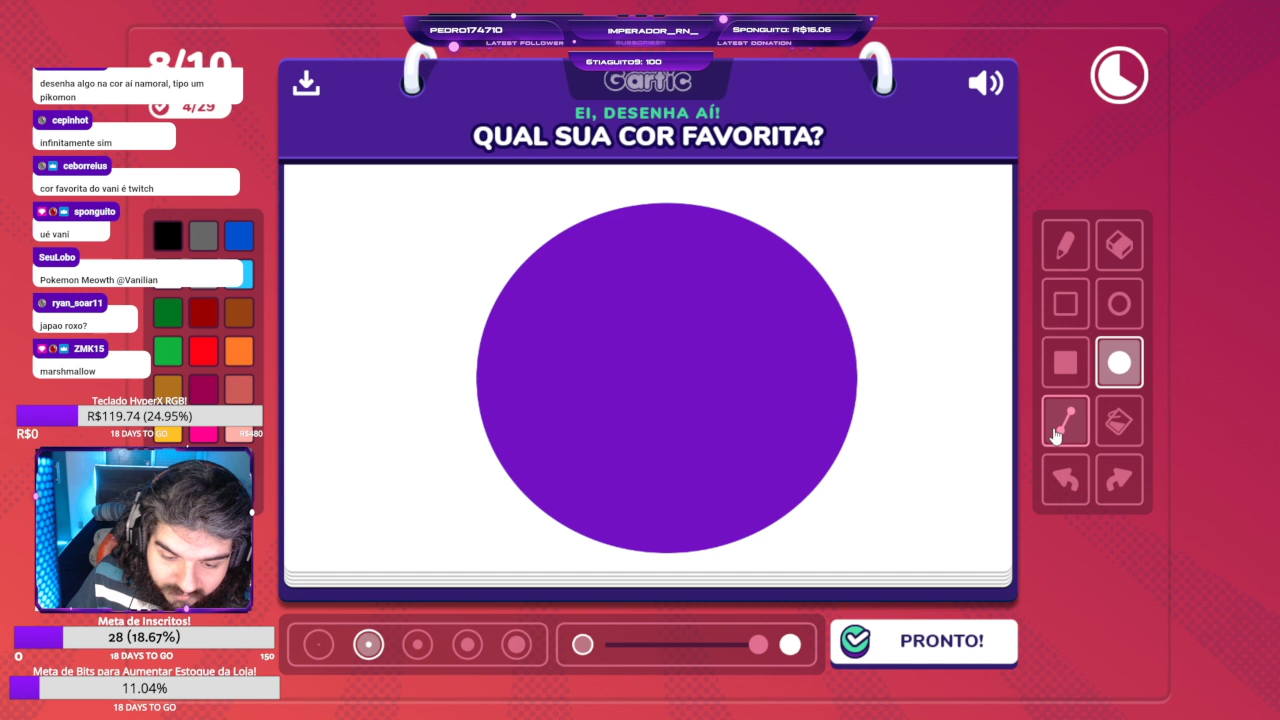 PEDRO174710
LATEST FOLLOWER
IMPERADOR_RN_
SUBSCRIBER
SPONGUITO: R$16.06
LATEST DONATION
6TIAGUITO9: 100
Gartic
8/10
4/29
EI, DESENHA AÍ!
QUAL SUA COR FAVORITA?
desenha algo na cor aí namoral, tipo um
pikomon
cepinhot
infinitamente sim
ceborreius
cor favorita do vani é twitch
sponguito
ué vani
SeuLobo
Pokemon Meowth @Vanilian
ryan_soar11
japao roxo?
ZMK15
marshmallow
Teclado HyperX RGB!
R$119.74 (24.95%)
R$0
18 DAYS TO GO
R$480
Meta de Inscritos!
28 (18.67%)
0
18 DAYS TO GO
150
Meta de Bits para Aumentar Estoque da Loja!
11.04%
18 DAYS TO GO
PRONTO!